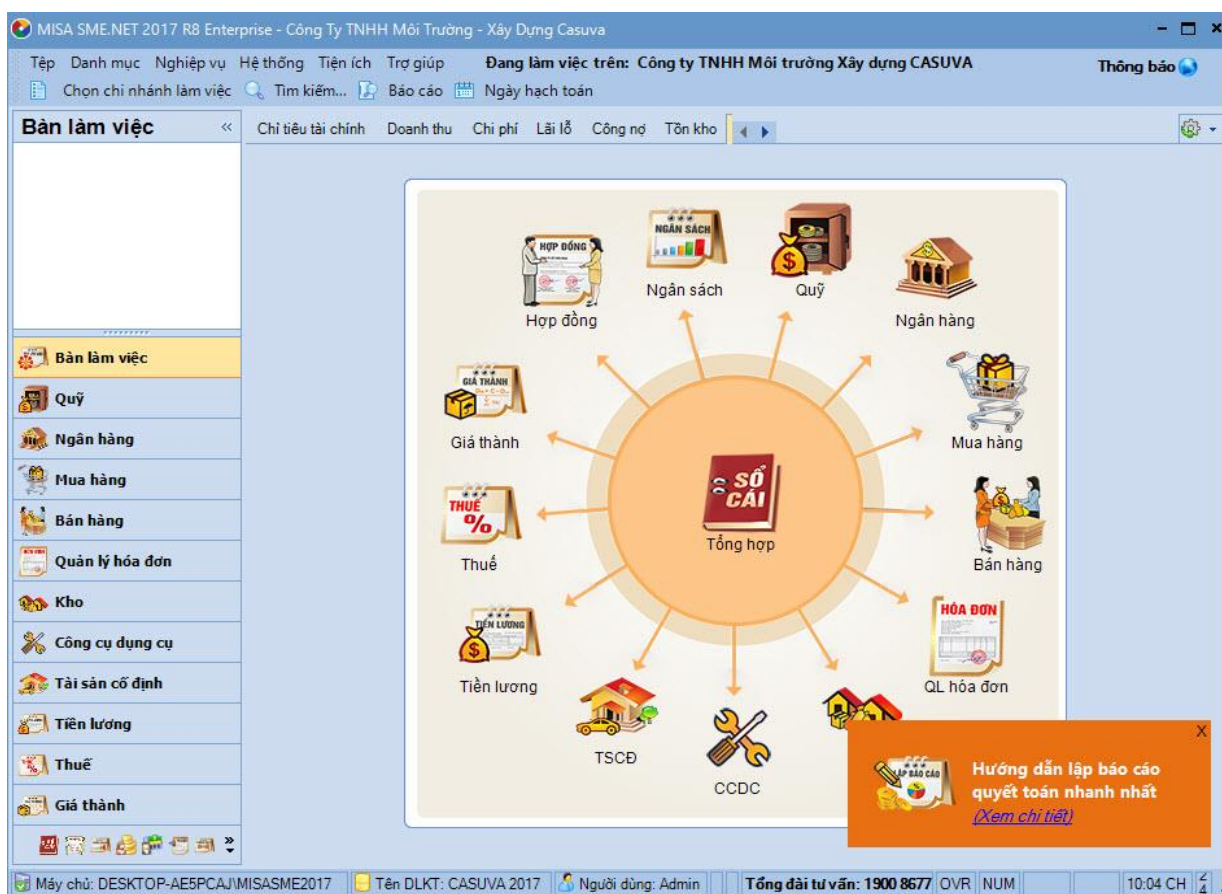 MISA SME.NET 2017 R8 Enterprise - Công Ty TNHH Môi Trường - Xây Dựng Casuva
Tệp Danh mục Nghiệp vụ Hệ thống Tiện ích Trợ giúp Đang làm việc trên: Công ty TNHH Môi trường Xây dựng CASUVA Thông báo
Chọn chi nhánh làm việc Tìm kiếm... Báo cáo Ngày hạch toán
Bàn làm việc «
Chỉ tiêu tài chính Doanh thu Chi phí Lãi lỗ Công nợ Tồn kho
Bàn làm việc
Quỹ
Ngân hàng
Mua hàng
Bán hàng
Quản lý hóa đơn
Kho
Công cụ dụng cụ
Tài sản cố định
Tiền lương
Thuế
Giá thành
HỢP ĐỒNG
Hợp đồng
NGÂN SÁCH
Ngân sách
Quỹ
Ngân hàng
GIÁ THÀNH
Giá thành
Mua hàng
THUẾ
%
Thuế
SỔ
CÁI
Tổng hợp
Bán hàng
TIỀN LƯƠNG
Tiền lương
HÓA ĐƠN
QL hóa đơn
TSCĐ
CCDC
X
LẬP BÁO CÁO
Hướng dẫn lập báo cáo
quyết toán nhanh nhất
(Xem chi tiết)
Máy chủ: DESKTOP-AE5PCAJ\MISASME2017 Tên DLKT: CASUVA 2017 Người dùng: Admin Tổng đài tư vấn: 1900 8677 OVR NUM 10:04 CH